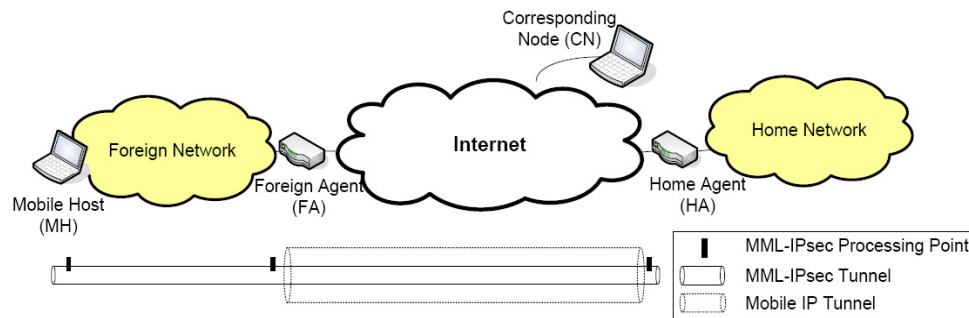 Corresponding
Node (CN)
Foreign Network
Internet
Home Network
Foreign Agent
(FA)
Home Agent
(HA)
Mobile Host
(MH)
MML-IPsec Processing Point
MML-IPsec Tunnel
Mobile IP Tunnel